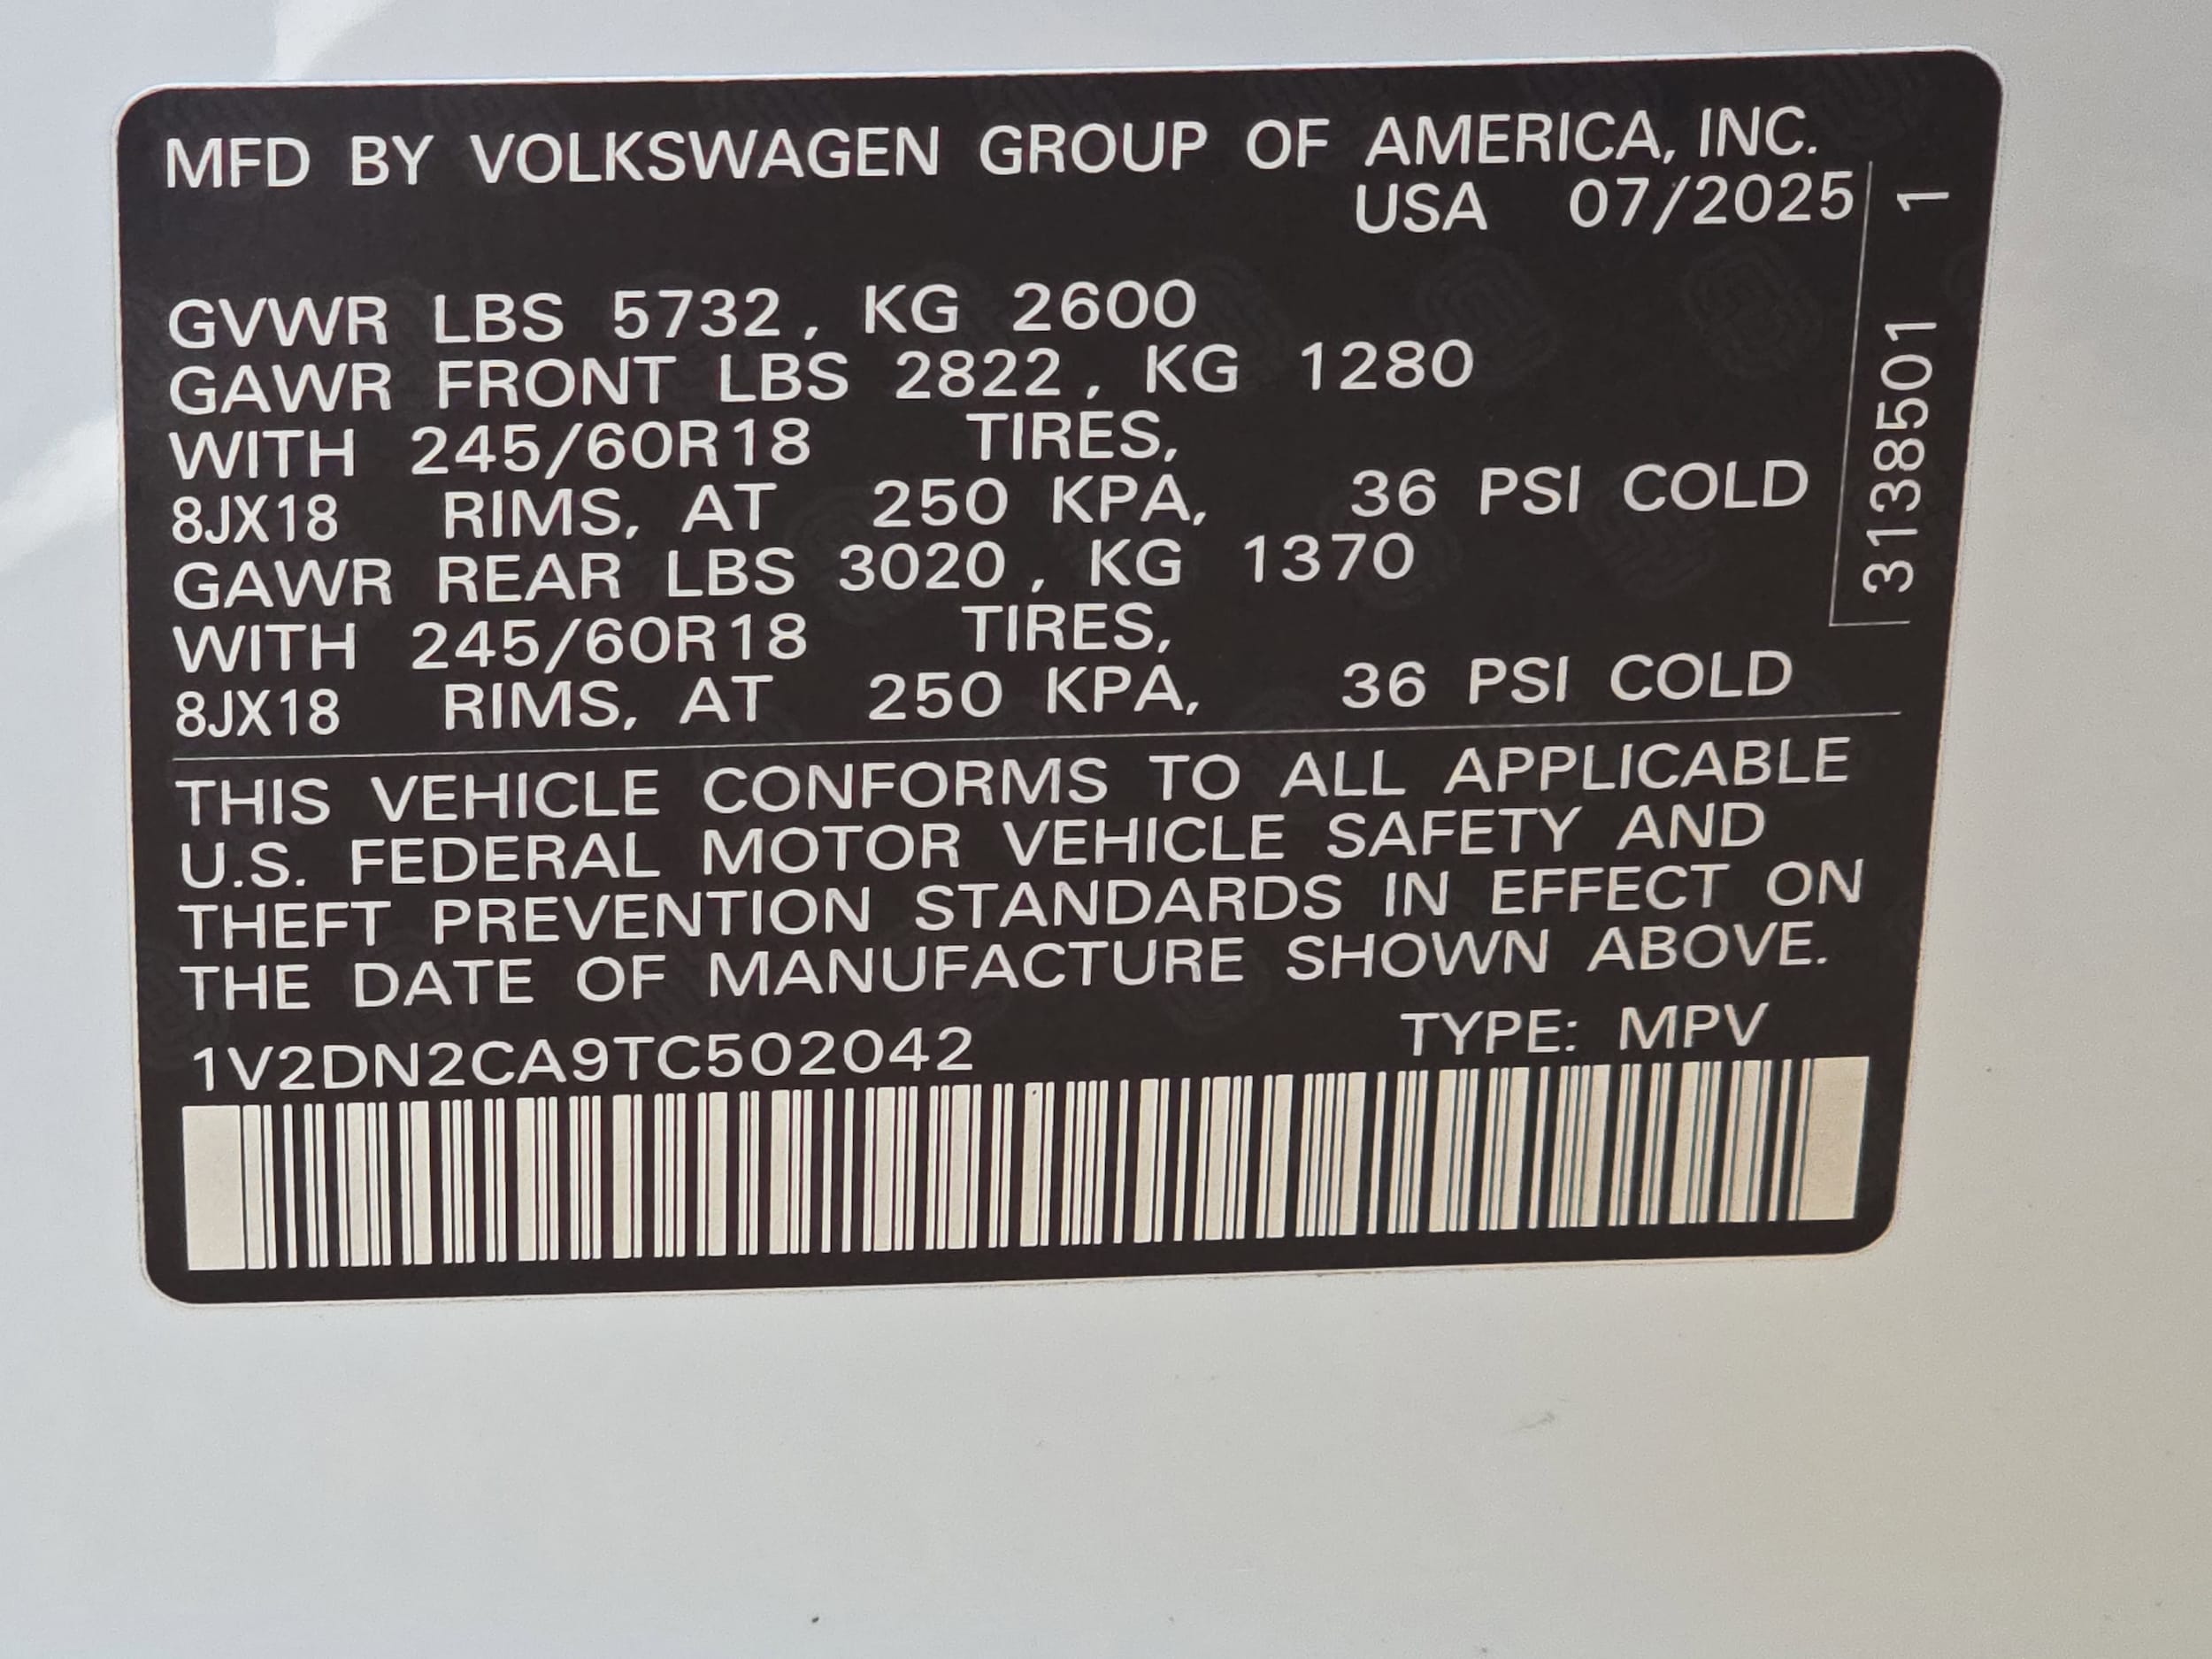 MFD BY VOLKSWAGEN GROUP OF AMERICA, INC.
USA 07/2025
GVWR LBS 5732, KG 2600
GAWR FRONT LBS 2822, KG 1280
WITH 245/60R18 TIRES,
8JX18 RIMS, AT 250 KPA, 36 PSI COLD
GAWR REAR LBS 3020, KG 1370
WITH 245/60R18 TIRES,
8JX18 RIMS, AT 250 KPA, 36 PSI COLD
3138501 1
THIS VEHICLE CONFORMS TO ALL APPLICABLE
U.S. FEDERAL MOTOR VEHICLE SAFETY AND
THEFT PREVENTION STANDARDS IN EFFECT ON
THE DATE OF MANUFACTURE SHOWN ABOVE.
1V2DN2CA9TC502042 TYPE: MPV